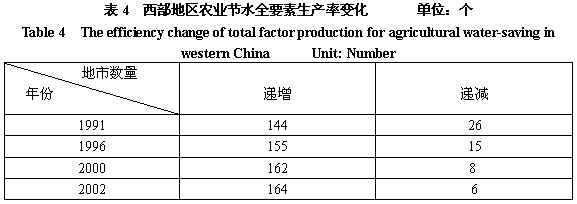 表 4 西部地区农业节水全要素生产率变化 单位：个
Table 4 The efficiency change of total factor production for agricultural water-saving in
western China Unit: Number
地市数量
年份 递增 递减
1991 144 26
1996 155 15
2000 162 8
2002 164 6